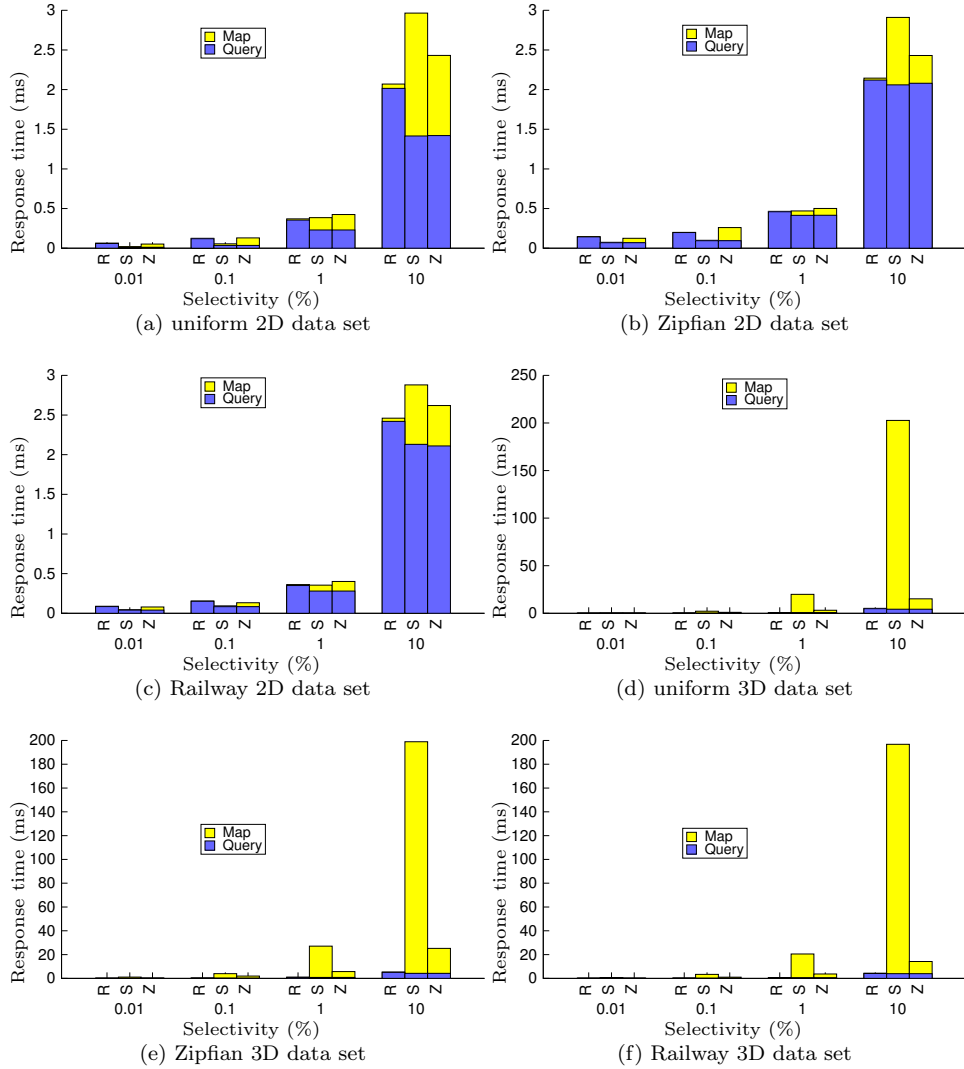 3
2.5
2
1.5
1
0.5
0
Response time (ms)
Map
Query
R S Z R S Z R S Z R S Z
0.01 0.1 1 10
Selectivity (%)
(a) uniform 2D data set
3
2.5
2
1.5
1
0.5
0
Response time (ms)
Map
Query
R S Z R S Z R S Z R S Z
0.01 0.1 1 10
Selectivity (%)
(b) Zipfian 2D data set
3
2.5
2
1.5
1
0.5
0
Response time (ms)
Map
Query
R S Z R S Z R S Z R S Z
0.01 0.1 1 10
Selectivity (%)
(c) Railway 2D data set
250
200
150
100
50
0
Response time (ms)
Map
Query
R S Z R S Z R S Z R S Z
0.01 0.1 1 10
Selectivity (%)
(d) uniform 3D data set
200
180
160
140
120
100
80
60
40
20
0
Response time (ms)
Map
Query
R S Z R S Z R S Z R S Z
0.01 0.1 1 10
Selectivity (%)
(e) Zipfian 3D data set
200
180
160
140
120
100
80
60
40
20
0
Response time (ms)
Map
Query
R S Z R S Z R S Z R S Z
0.01 0.1 1 10
Selectivity (%)
(f) Railway 3D data set